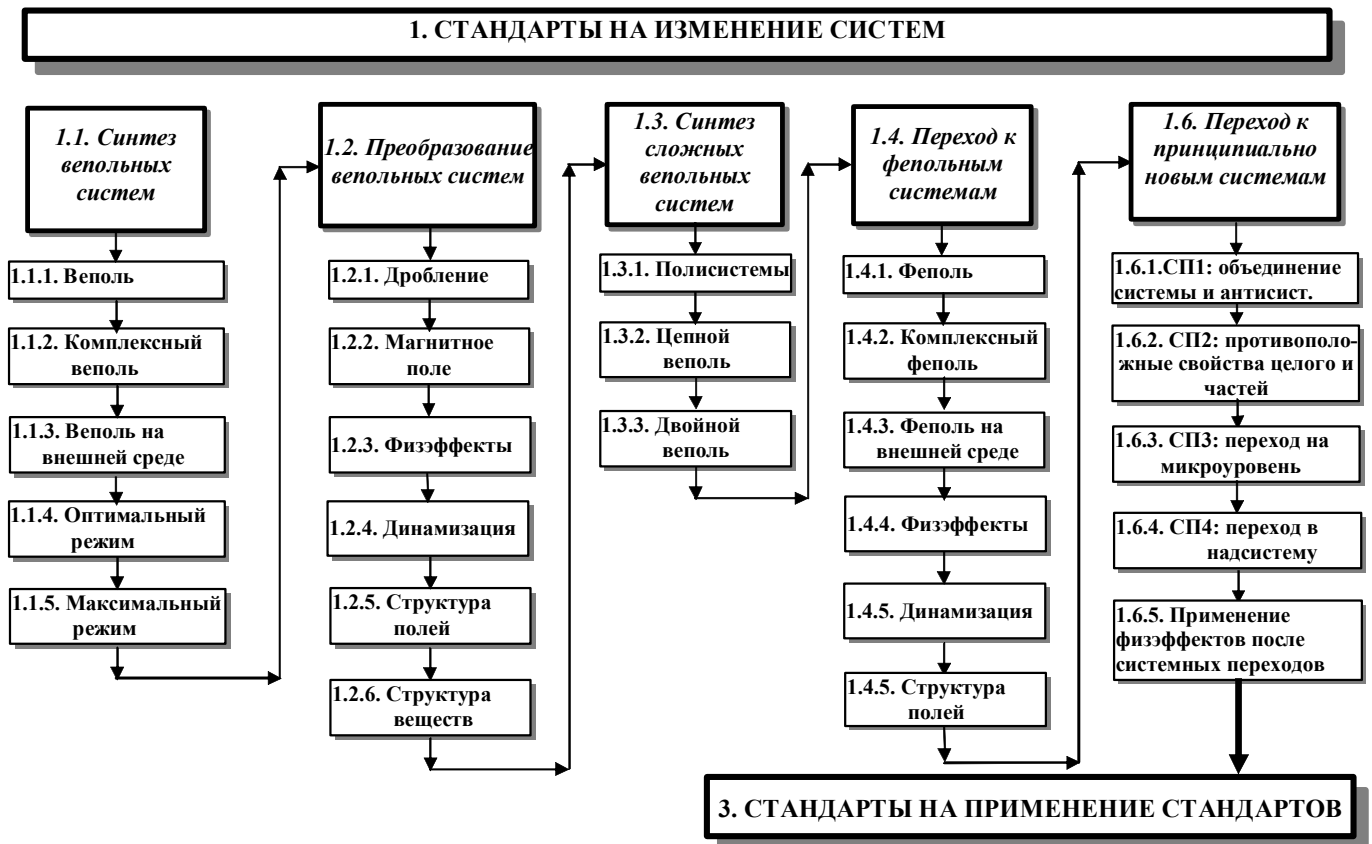 1. СТАНДАРТЫ НА ИЗМЕНЕНИЕ СИСТЕМ
1.1. Синтез
вепольных
систем
1.1.1. Веполь
1.1.2. Комплексный
веполь
1.1.3. Веполь на
внешней среде
1.1.4. Оптимальный
режим
1.1.5. Максимальный
режим
1.2. Преобразование
вепольных систем
1.2.1. Дробление
1.2.2. Магнитное
поле
1.2.3. Физэффекты
1.2.4. Динамизация
1.2.5. Структура
полей
1.2.6. Структура
веществ
1.3. Синтез
сложных
вепольных
систем
1.3.1. Полисистемы
1.3.2. Цепной
веполь
1.3.3. Двойной
веполь
1.4. Переход к
фепольным
системам
1.4.1. Феполь
1.4.2. Комплексный
феполь
1.4.3. Феполь на
внешней среде
1.4.4. Физэффекты
1.4.5. Динамизация
1.4.5. Структура
полей
1.6. Переход к
принципиально
новым системам
1.6.1.СП1: объединение
системы и антисист.
1.6.2. СП2: противополо-
жные свойства целого и
частей
1.6.3. СП3: переход на
микроуровень
1.6.4. СП4: переход в
надсистему
1.6.5. Применение
физэффектов после
системных переходов
3. СТАНДАРТЫ НА ПРИМЕНЕНИЕ СТАНДАРТОВ